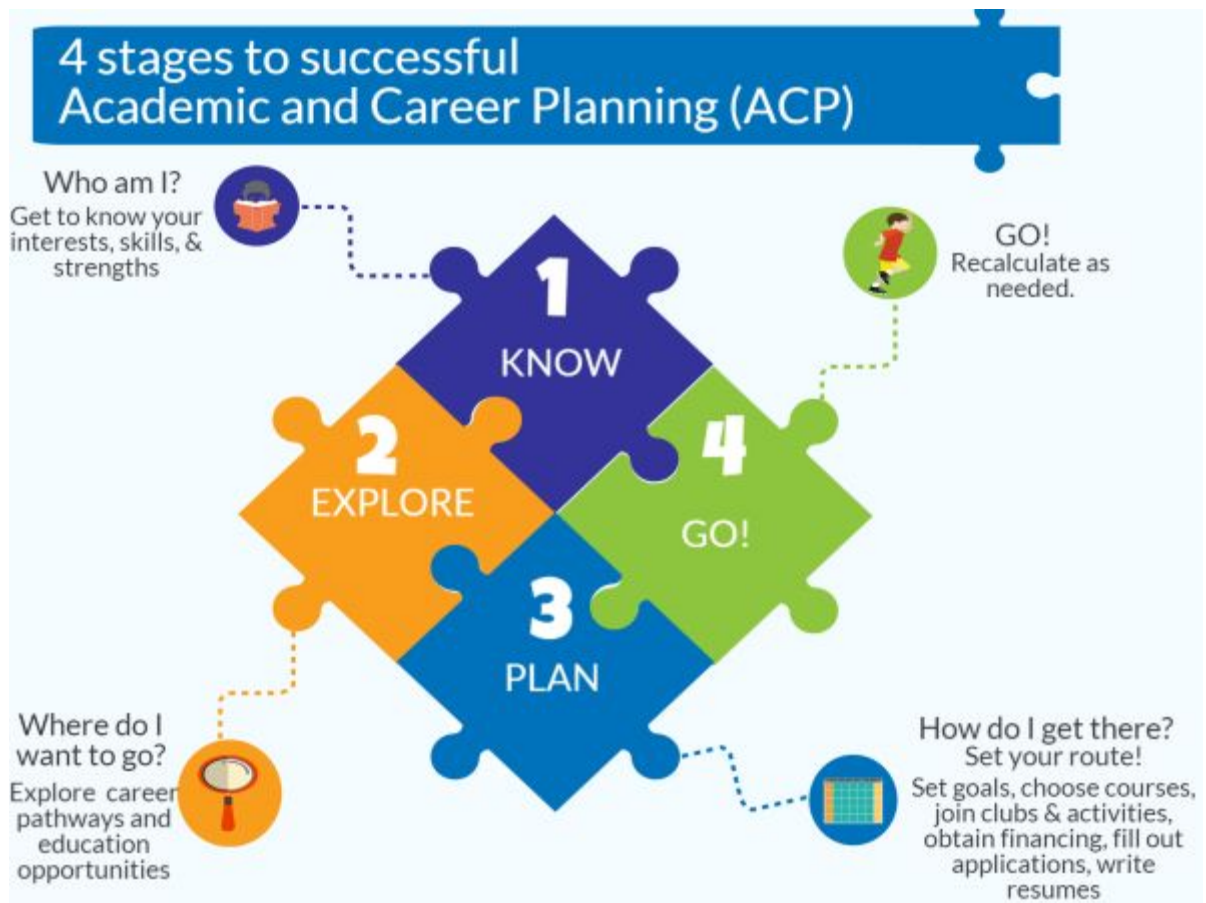 4 stages to successful
Academic and Career Planning (ACP)
Who am I?
Get to know your
interests, skills, &
strengths
GO!
Recalculate as
needed.
1
KNOW
2
EXPLORE
4
GO!
3
PLAN
Where do I
want to go?
Explore career
pathways and
education
opportunities
How do I get there?
Set your route!
Set goals, choose courses,
join clubs & activities,
obtain financing, fill out
applications, write
resumes